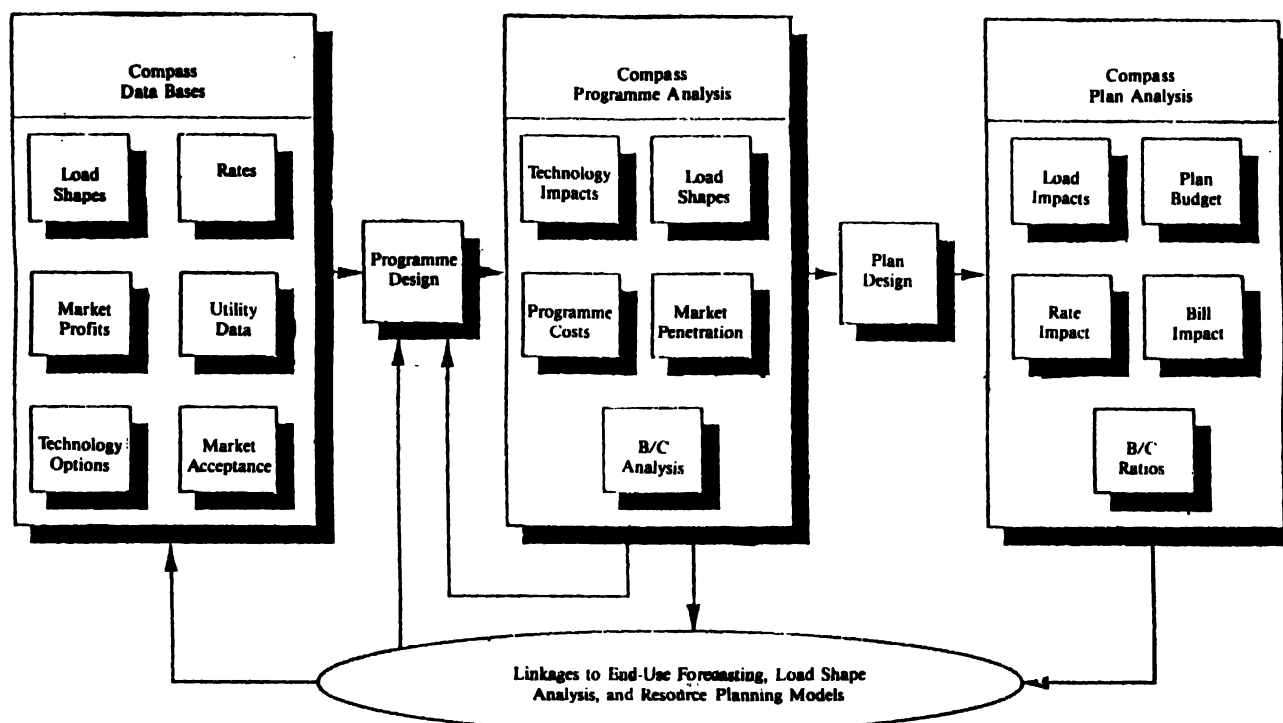 Compass
Data Bases
Load
Shapes
Rates
Market
Profits
Utility
Data
Technology
Options
Market
Acceptance
Programme
Design
Compass
Programme Analysis
Technology
Impacts
Load
Shapes
Programme
Costs
Market
Penetration
B/C
Analysis
Plan
Design
Compass
Plan Analysis
Load
Impacts
Plan
Budget
Rate
Impact
Bill
Impact
B/C
Ratios
Linkages to End-Use Forecasting, Load Shape
Analysis, and Resource Planning Models